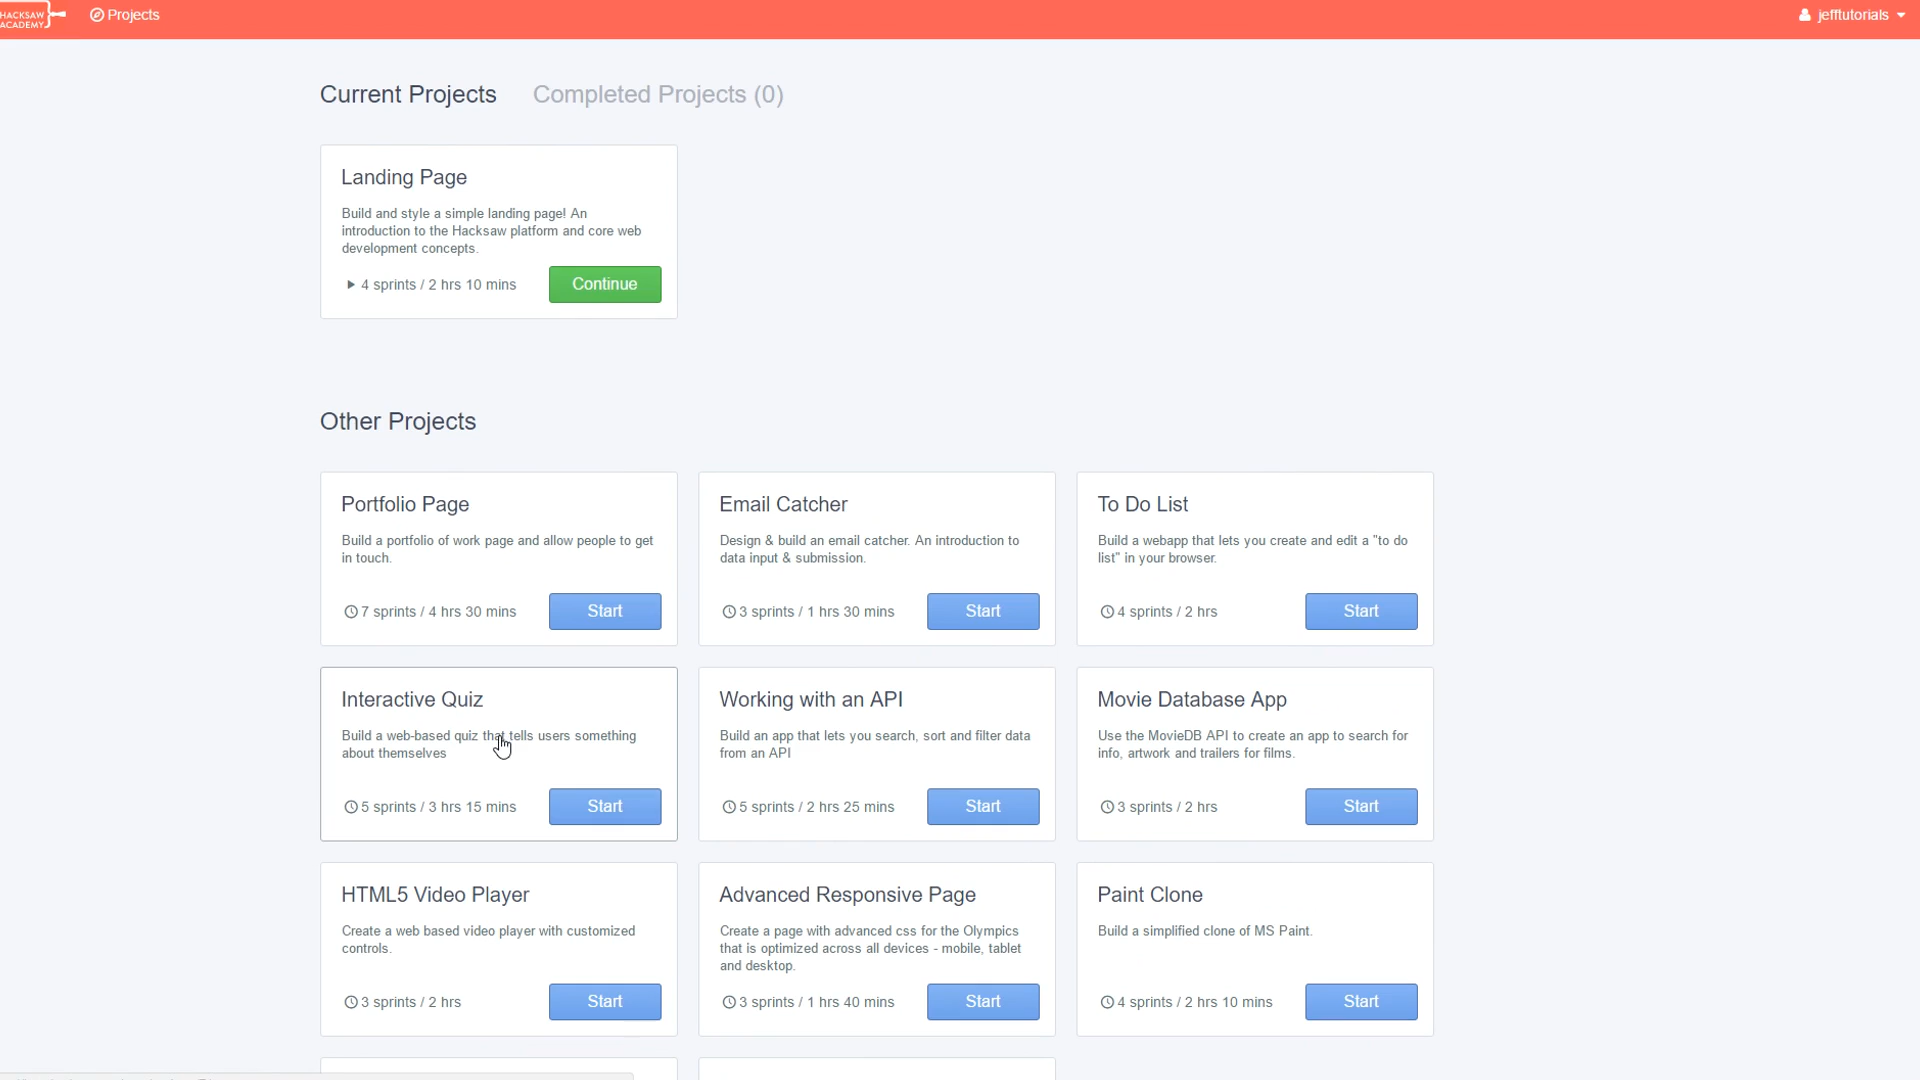 HACKSAW
ACADEMY
Projects
jefftutorials
Current Projects
Completed Projects (0)
Landing Page
Build and style a simple landing page! An
introduction to the Hacksaw platform and core web
development concepts.
4 sprints / 2 hrs 10 mins
Continue
Other Projects
Portfolio Page
Build a portfolio of work page and allow people to get
in touch.
7 sprints / 4 hrs 30 mins
Start
Email Catcher
Design & build an email catcher. An introduction to
data input & submission.
3 sprints / 1 hrs 30 mins
Start
To Do List
Build a webapp that lets you create and edit a "to do
list" in your browser.
4 sprints / 2 hrs
Start
Interactive Quiz
Build a web-based quiz that tells users something
about themselves
5 sprints / 3 hrs 15 mins
Start
Working with an API
Build an app that lets you search, sort and filter data
from an API
5 sprints / 2 hrs 25 mins
Start
Movie Database App
Use the MovieDB API to create an app to search for
info, artwork and trailers for films.
3 sprints / 2 hrs
Start
HTML5 Video Player
Create a web based video player with customized
controls.
3 sprints / 2 hrs
Start
Advanced Responsive Page
Create a page with advanced css for the Olympics
that is optimized across all devices - mobile, tablet
and desktop.
3 sprints / 1 hrs 40 mins
Start
Paint Clone
Build a simplified clone of MS Paint.
4 sprints / 2 hrs 10 mins
Start